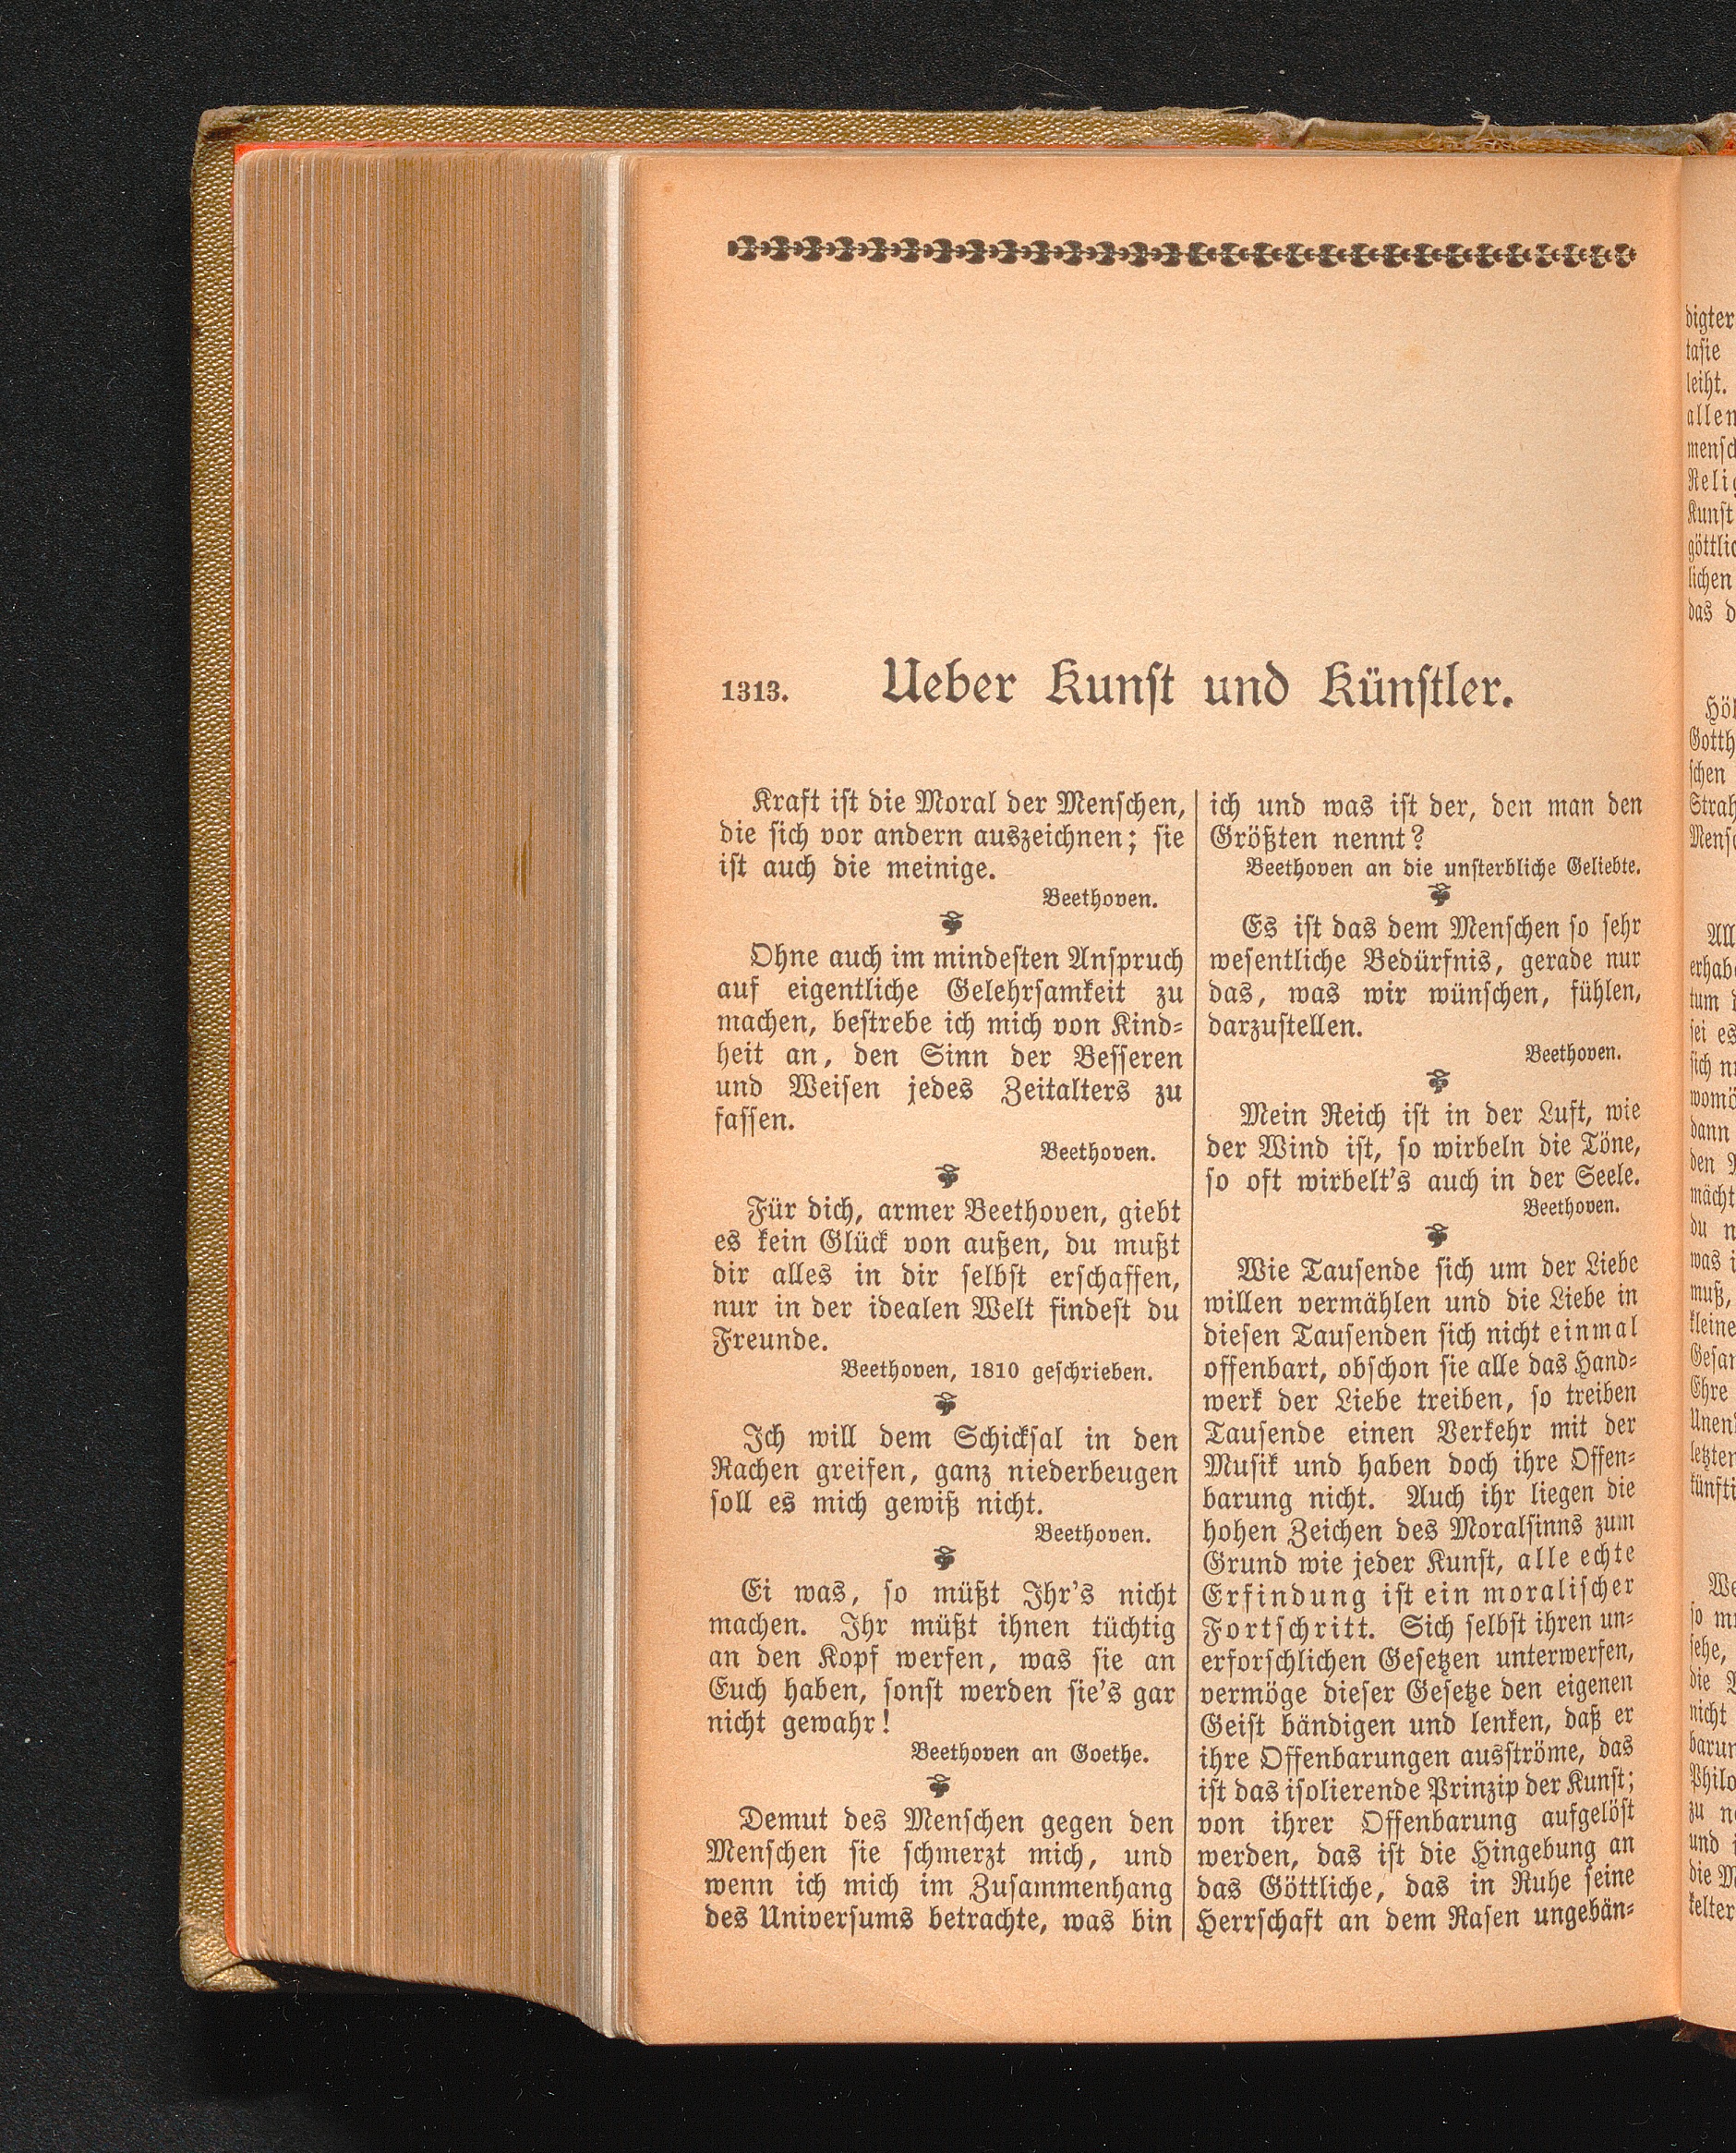 1313. Ueber Kunst und Künstler.
Kraft ist die Moral der Menschen,
die sich vor andern auszeichnen; sie
ist auch die meinige.
Beethoven.
Ohne auch im mindesten Anspruch
auf eigentliche Gelehrsamkeit zu
machen, bestrebe ich mich von Kind-
heit an, den Sinn der Besseren
und Weisen jedes Zeitalters zu
fassen.
Beethoven.
Für dich, armer Beethoven, giebt
es kein Glück von außen, du mußt
dir alles in dir selbst erschaffen,
nur in der idealen Welt findest du
Freunde.
Beethoven, 1810 geschrieben.
Ich will dem Schicksal in den
Rachen greifen, ganz niederbeugen
soll es mich gewiß nicht.
Beethoven.
Ei was, so müßt Ihr's nicht
machen. Ihr müßt ihnen tüchtig
an den Kopf werfen, was sie an
Euch haben, sonst werden sie's gar
nicht gewahr!
Beethoven an Goethe.
Demut des Menschen gegen den
Menschen sie schmerzt mich, und
wenn ich mich im Zusammenhang
des Universums betrachte, was bin
ich und was ist der, den man den
Größten nennt?
Beethoven an die unsterbliche Geliebte.
Es ist das dem Menschen so sehr
wesentliche Bedürfnis, gerade nur
das, was wir wünschen, fühlen,
darzustellen.
Beethoven.
Mein Reich ist in der Luft, wie
der Wind ist, so wirbeln die Töne,
so oft wirbelt's auch in der Seele.
Beethoven.
Wie Tausende sich um der Liebe
willen vermählen und die Liebe in
diesen Tausenden sich nicht einmal
offenbart, obschon sie alle das Hand-
werk der Liebe treiben, so treiben
Tausende einen Verkehr mit der
Musik und haben doch ihre Offen-
barung nicht. Auch ihr liegen die
hohen Zeichen des Moralsinns zum
Grund wie jeder Kunst, alle echte
Erfindung ist ein moralischer
Fortschritt. Sich selbst ihren un-
erforschlichen Gesetzen unterwerfen,
vermöge dieser Gesetze den eigenen
Geist bändigen und lenken, daß er
ihre Offenbarungen ausströme, das
ist das isolierende Prinzip der Kunst;
von ihrer Offenbarung aufgelöst
werden, das ist die Hingebung an
das Göttliche, das in Ruhe seine
Herrschaft an dem Rasen ungebän-